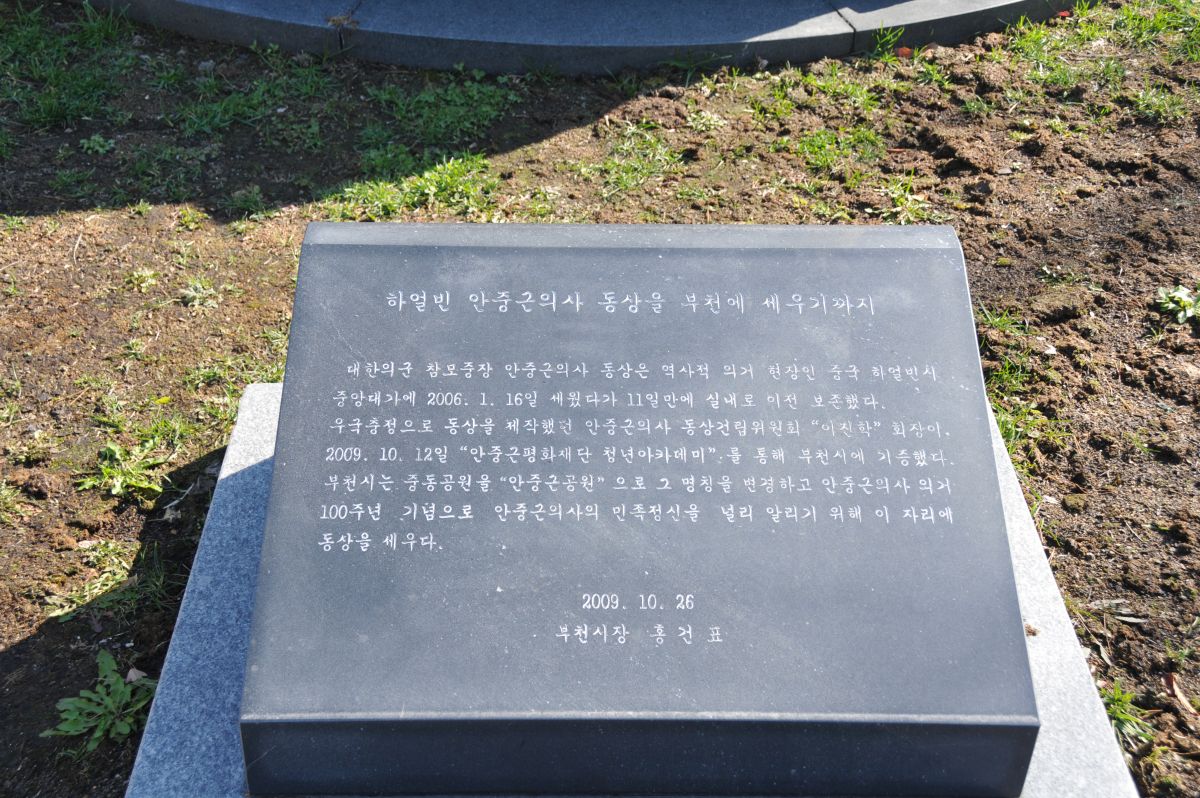 하얼빈 안중근의사 동상을 부천에 세우기까지
대한의군 참모중장 안중근의사 동상은 역사적 의거 현장인 중국 하얼빈시
중앙대가에 2006. 1. 16일 세웠다가 11일만에 실내로 이전 보존했다.
우국충정으로 동상을 제작했던 안중근의사 동상건립위원회 "이진학" 회장이,
2009. 10. 12일 "안중근평화재단 청년아카데미". 를 통해 부천시에 기증했다.
부천시는 중동공원을 "안중근공원" 으로 그 명칭을 변경하고 안중근의사 의거
100주년 기념으로 안중근의사의 민족정신을 널리 알리기 위해 이 자리에
동상을 세우다.
2009. 10. 26
부천시장 홍 건 표